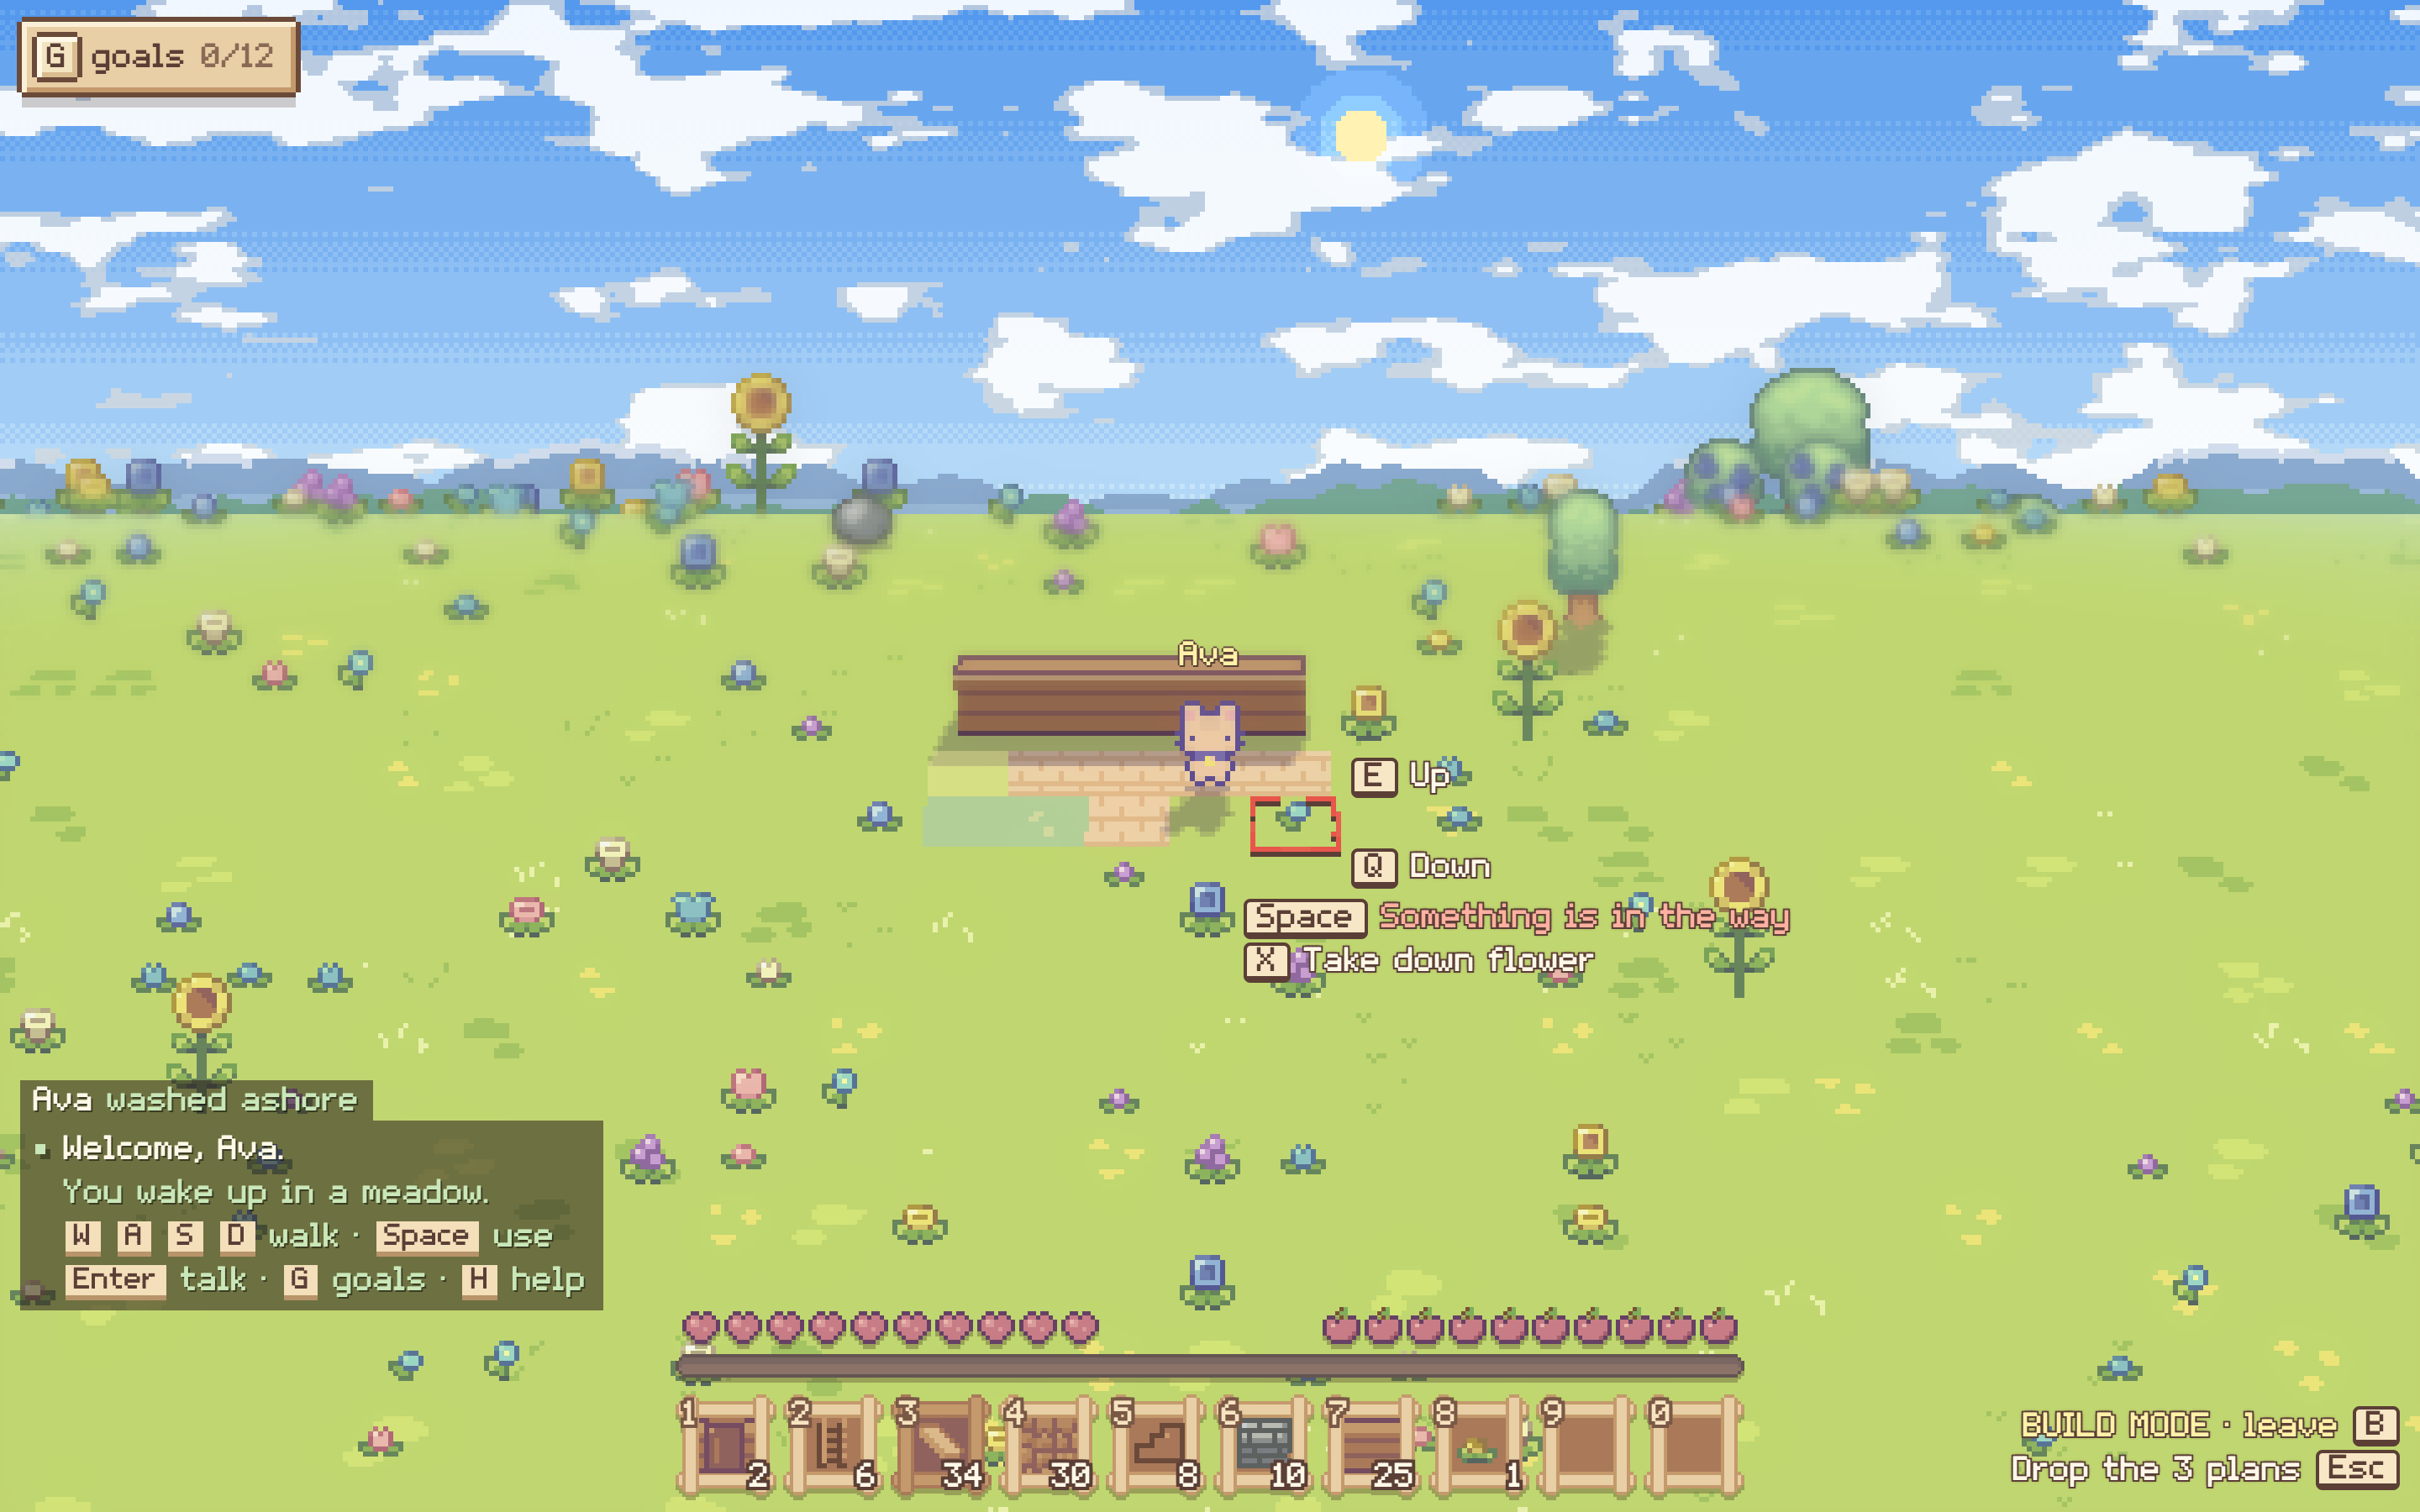 G goals 0/12
Ava
E Up
Q Down
Space Something is in the way
X Take down flower
Ava washed ashore
Welcome, Ava.
You wake up in a meadow.
W A S D walk · Space use
Enter talk · G goals · H help
1 2 3 4 5 6 7 8 9 0
2 6 34 30 8 10 25 1
BUILD MODE · leave B
Drop the 3 plans Esc